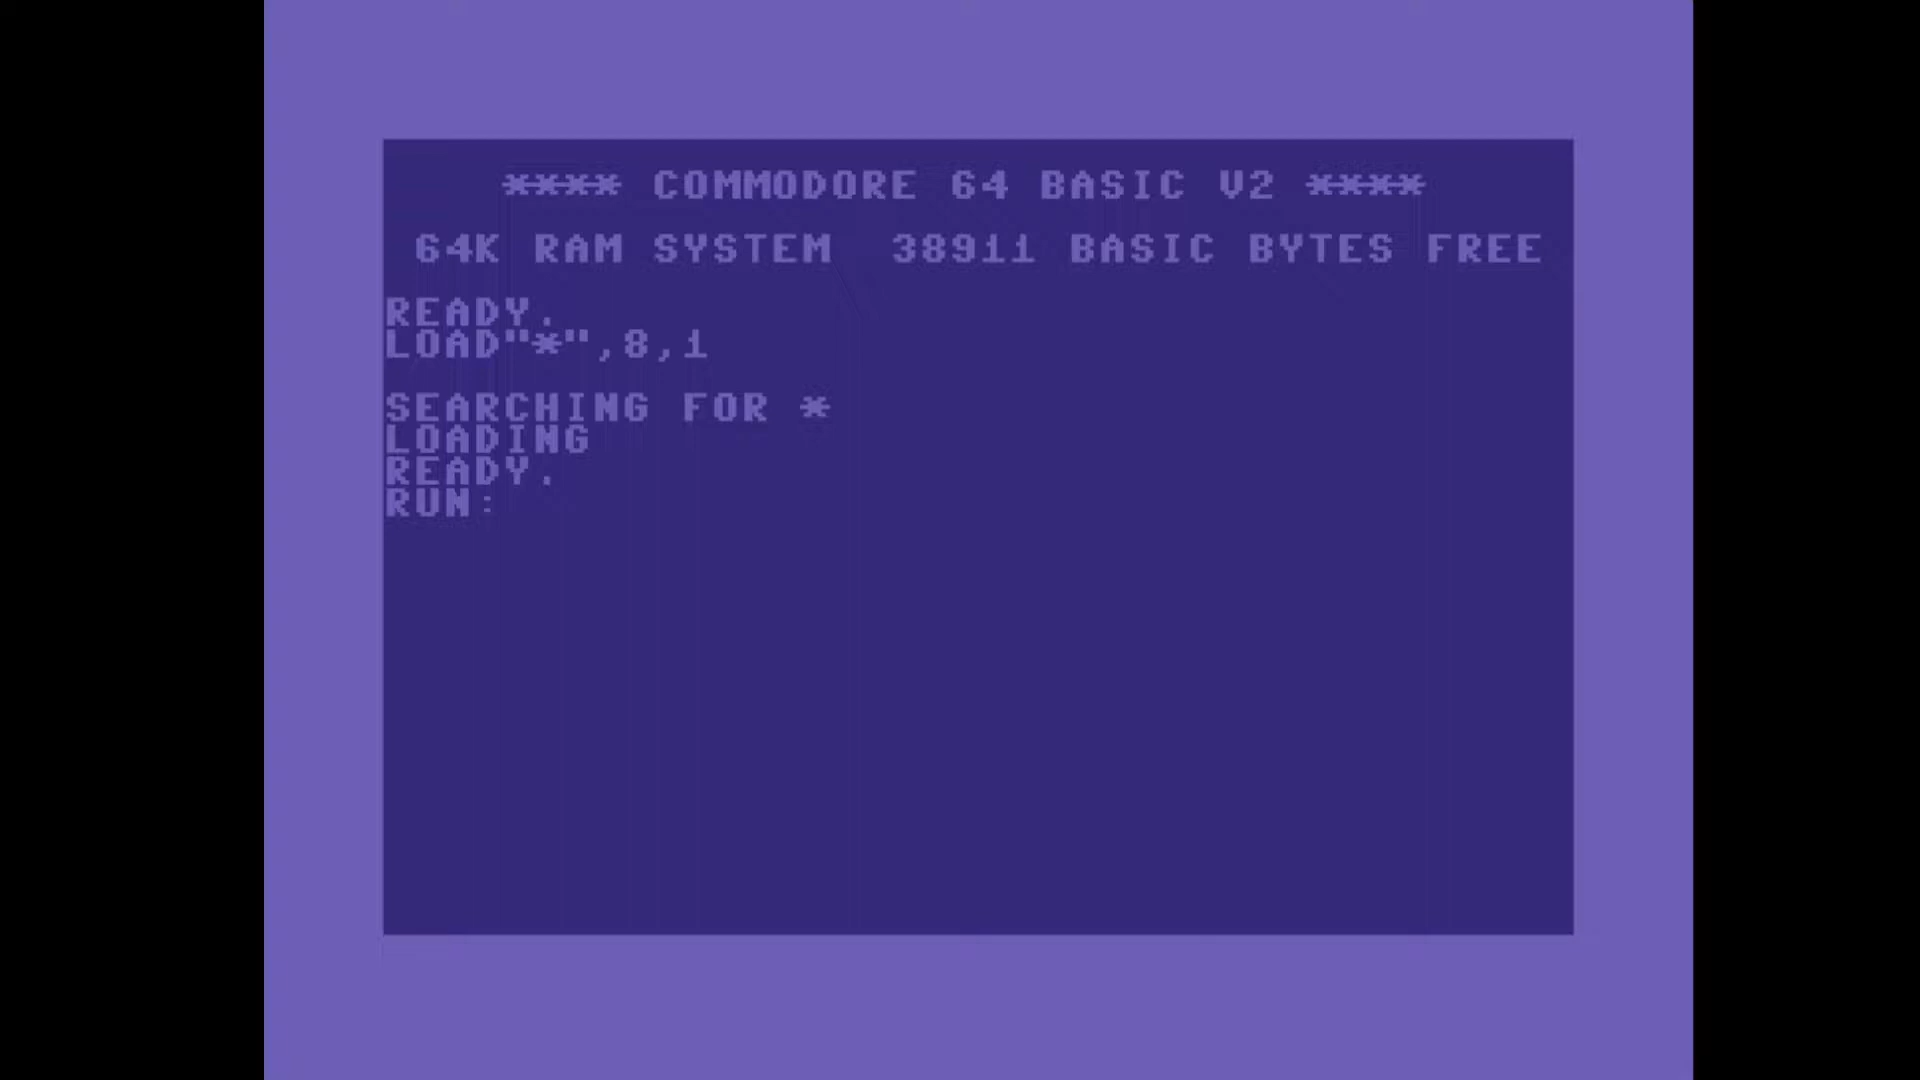 **** COMMODORE 64 BASIC V2 ****
64K RAM SYSTEM  38911 BASIC BYTES FREE
READY.
LOAD"*",8,1
SEARCHING FOR *
LOADING
READY.
RUN: